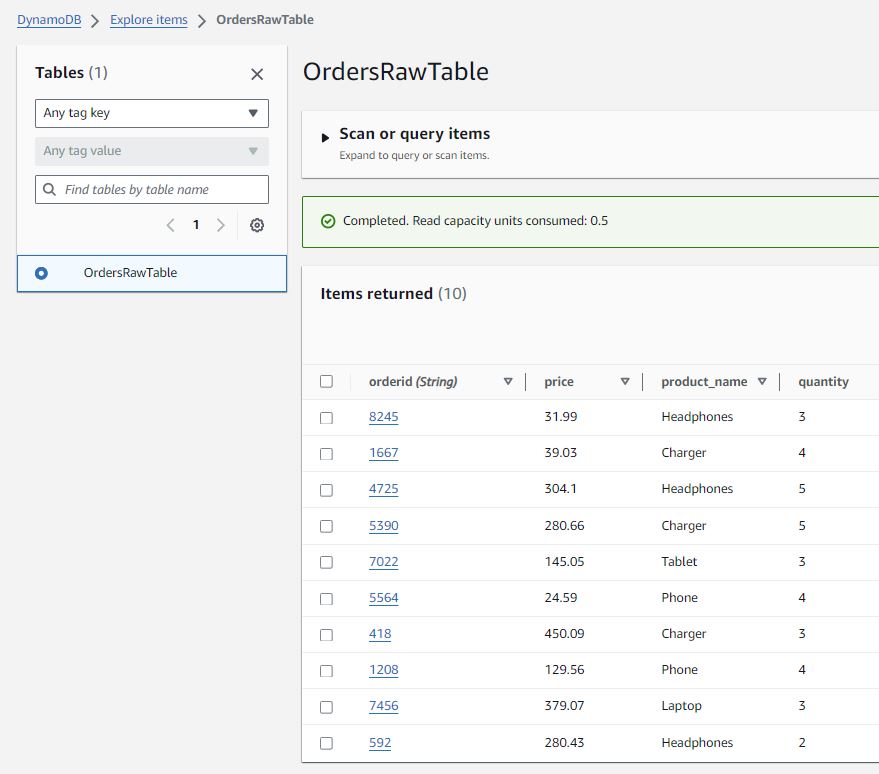 DynamoDB > Explore items > OrdersRawTable
Tables (1)
Any tag key
Any tag value
Find tables by table name
1
OrdersRawTable
OrdersRawTable
Scan or query items
Expand to query or scan items.
Completed. Read capacity units consumed: 0.5
Items returned (10)
orderid (String) price product_name quantity
8245 31.99 Headphones 3
1667 39.03 Charger 4
4725 304.1 Headphones 5
5390 280.66 Charger 5
7022 145.05 Tablet 3
5564 24.59 Phone 4
418 450.09 Charger 3
1208 129.56 Phone 4
7456 379.07 Laptop 3
592 280.43 Headphones 2